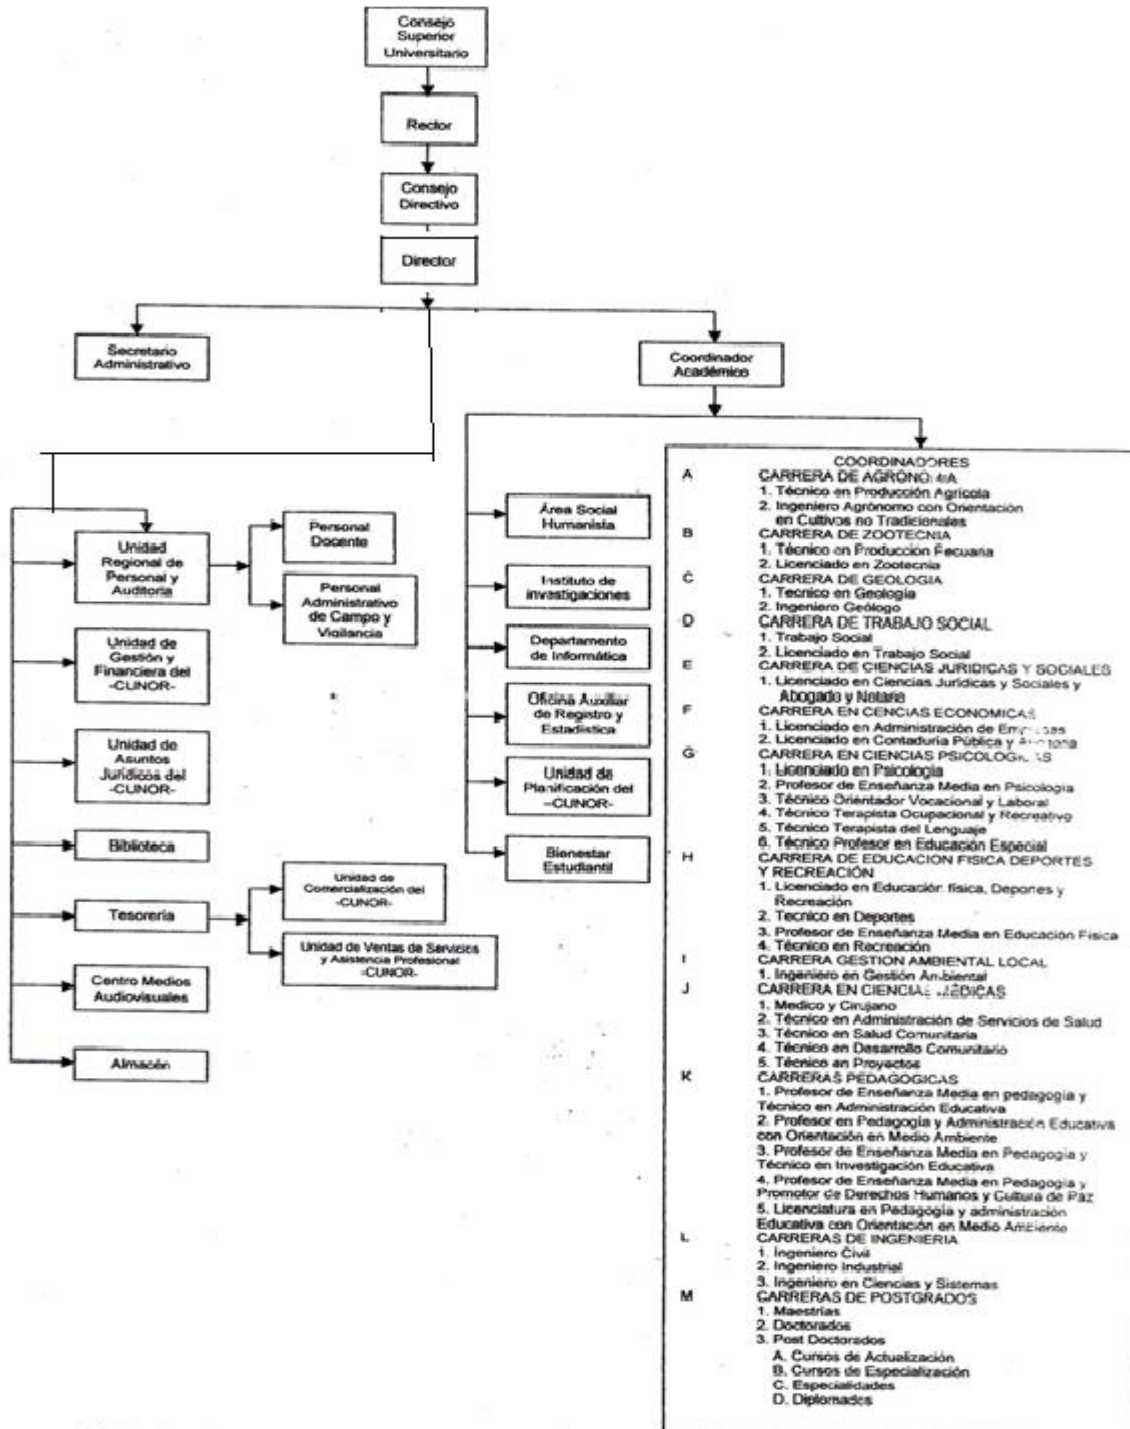 Consejo
Superior
Universitario
Rector
Consejo
Directivo
Director
Secretario
Administrativo
Coordinador
Académico
Unidad
Regional de
Personal y
Auditoria
Personal
Docente
Personal
Administrativo
de Campo y
Vigilancia
Unidad de
Gestión y
Financiera del
-CUNOR-
Unidad de
Asuntos
Jurídicos del
-CUNOR-
Biblioteca
Tesorería
Unidad de
Comercialización del
-CUNOR-
Unidad de Ventas de Servicios
y Asistencia Profesional
-CUNOR-
Centro Medios
Audiovisuales
Almacén
Área Social
Humanista
Instituto de
investigaciones
Departamento
de Informática
Oficina Auxiliar
de Registro y
Estadística
Unidad de
Planificación del
-CUNOR-
Bienestar
Estudiantil
COORDINADORES
A CARRERA DE AGRONOMIA
1. Técnico en Producción Agrícola
2. Ingeniero Agrónomo con Orientación
en Cultivos no Tradicionales
B CARRERA DE ZOOTECNIA
1. Técnico en Produccion Pecuaria
2. Licenciado en Zootecnia
C CARRERA DE GEOLOGIA
1. Tecnico en Geología
2. Ingeniero Geólogo
D CARRERA DE TRABAJO SOCIAL
1. Trabajo Social
2. Licenciado en Trabajo Social
E CARRERA DE CIENCIAS JURIDICAS Y SOCIALES
1. Licenciado en Ciencias Jurídicas y Sociales y
Abogado y Notario
F CARRERA EN CENCIAS ECONOMICAS
1. Licenciado en Administración de Empresas
2. Licenciado en Contaduría Pública y Auditoria
G CARRERA EN CIENCIAS PSICOLOGICAS
1. Licenciado en Psicología
2. Profesor de Enseñanza Media en Psicología
3. Técnico Orientador Vocacional y Laboral
4. Técnico Terapista Ocupacional y Recreativo
5. Técnico Terapista del Lenguaje
6. Técnico Profesor en Educación Especial
H CARRERA DE EDUCACION FISICA DEPORTES
Y RECREACIÓN
1. Licenciado en Educación física, Deportes y
Recreación
2. Tecnico en Deportes
3. Profesor de Enseñanza Media en Educación Física
4. Técnico en Recreación
I CARRERA GESTION AMBIENTAL LOCAL
1. Ingeniero en Gestión Ambiental
J CARRERA EN CIENCIAS MÉDICAS
1. Medico y Cirujano
2. Técnico en Administración de Servicios de Salud
3. Técnico en Salud Comunitaria
4. Técnico en Desarrollo Comunitario
5. Técnico en Proyectos
K CARRERAS PEDAGOGICAS
1. Profesor de Enseñanza Media en pedagogía y
Técnico en Administración Educativa
2. Profesor en Pedagogía y Administración Educativa
con Orientación en Medio Ambiente
3. Profesor de Enseñanza Media en Pedagogía y
Técnico en Investigación Educativa
4. Profesor de Enseñanza Media en Pedagogía y
Promotor de Derechos Humanos y Cultura de Paz
5. Licenciatura en Pedagogía y administración
Educativa con Orientación en Medio Ambiente
L CARRERAS DE INGENIERIA
1. Ingeniero Civil
2. Ingeniero Industrial
3. Ingeniero en Ciencias y Sistemas
M CARRERAS DE POSTGRADOS
1. Maestrías
2. Doctorados
3. Post Doctorados
A. Cursos de Actualización
B. Cursos de Especialización
C. Especialidades
D. Diplomados